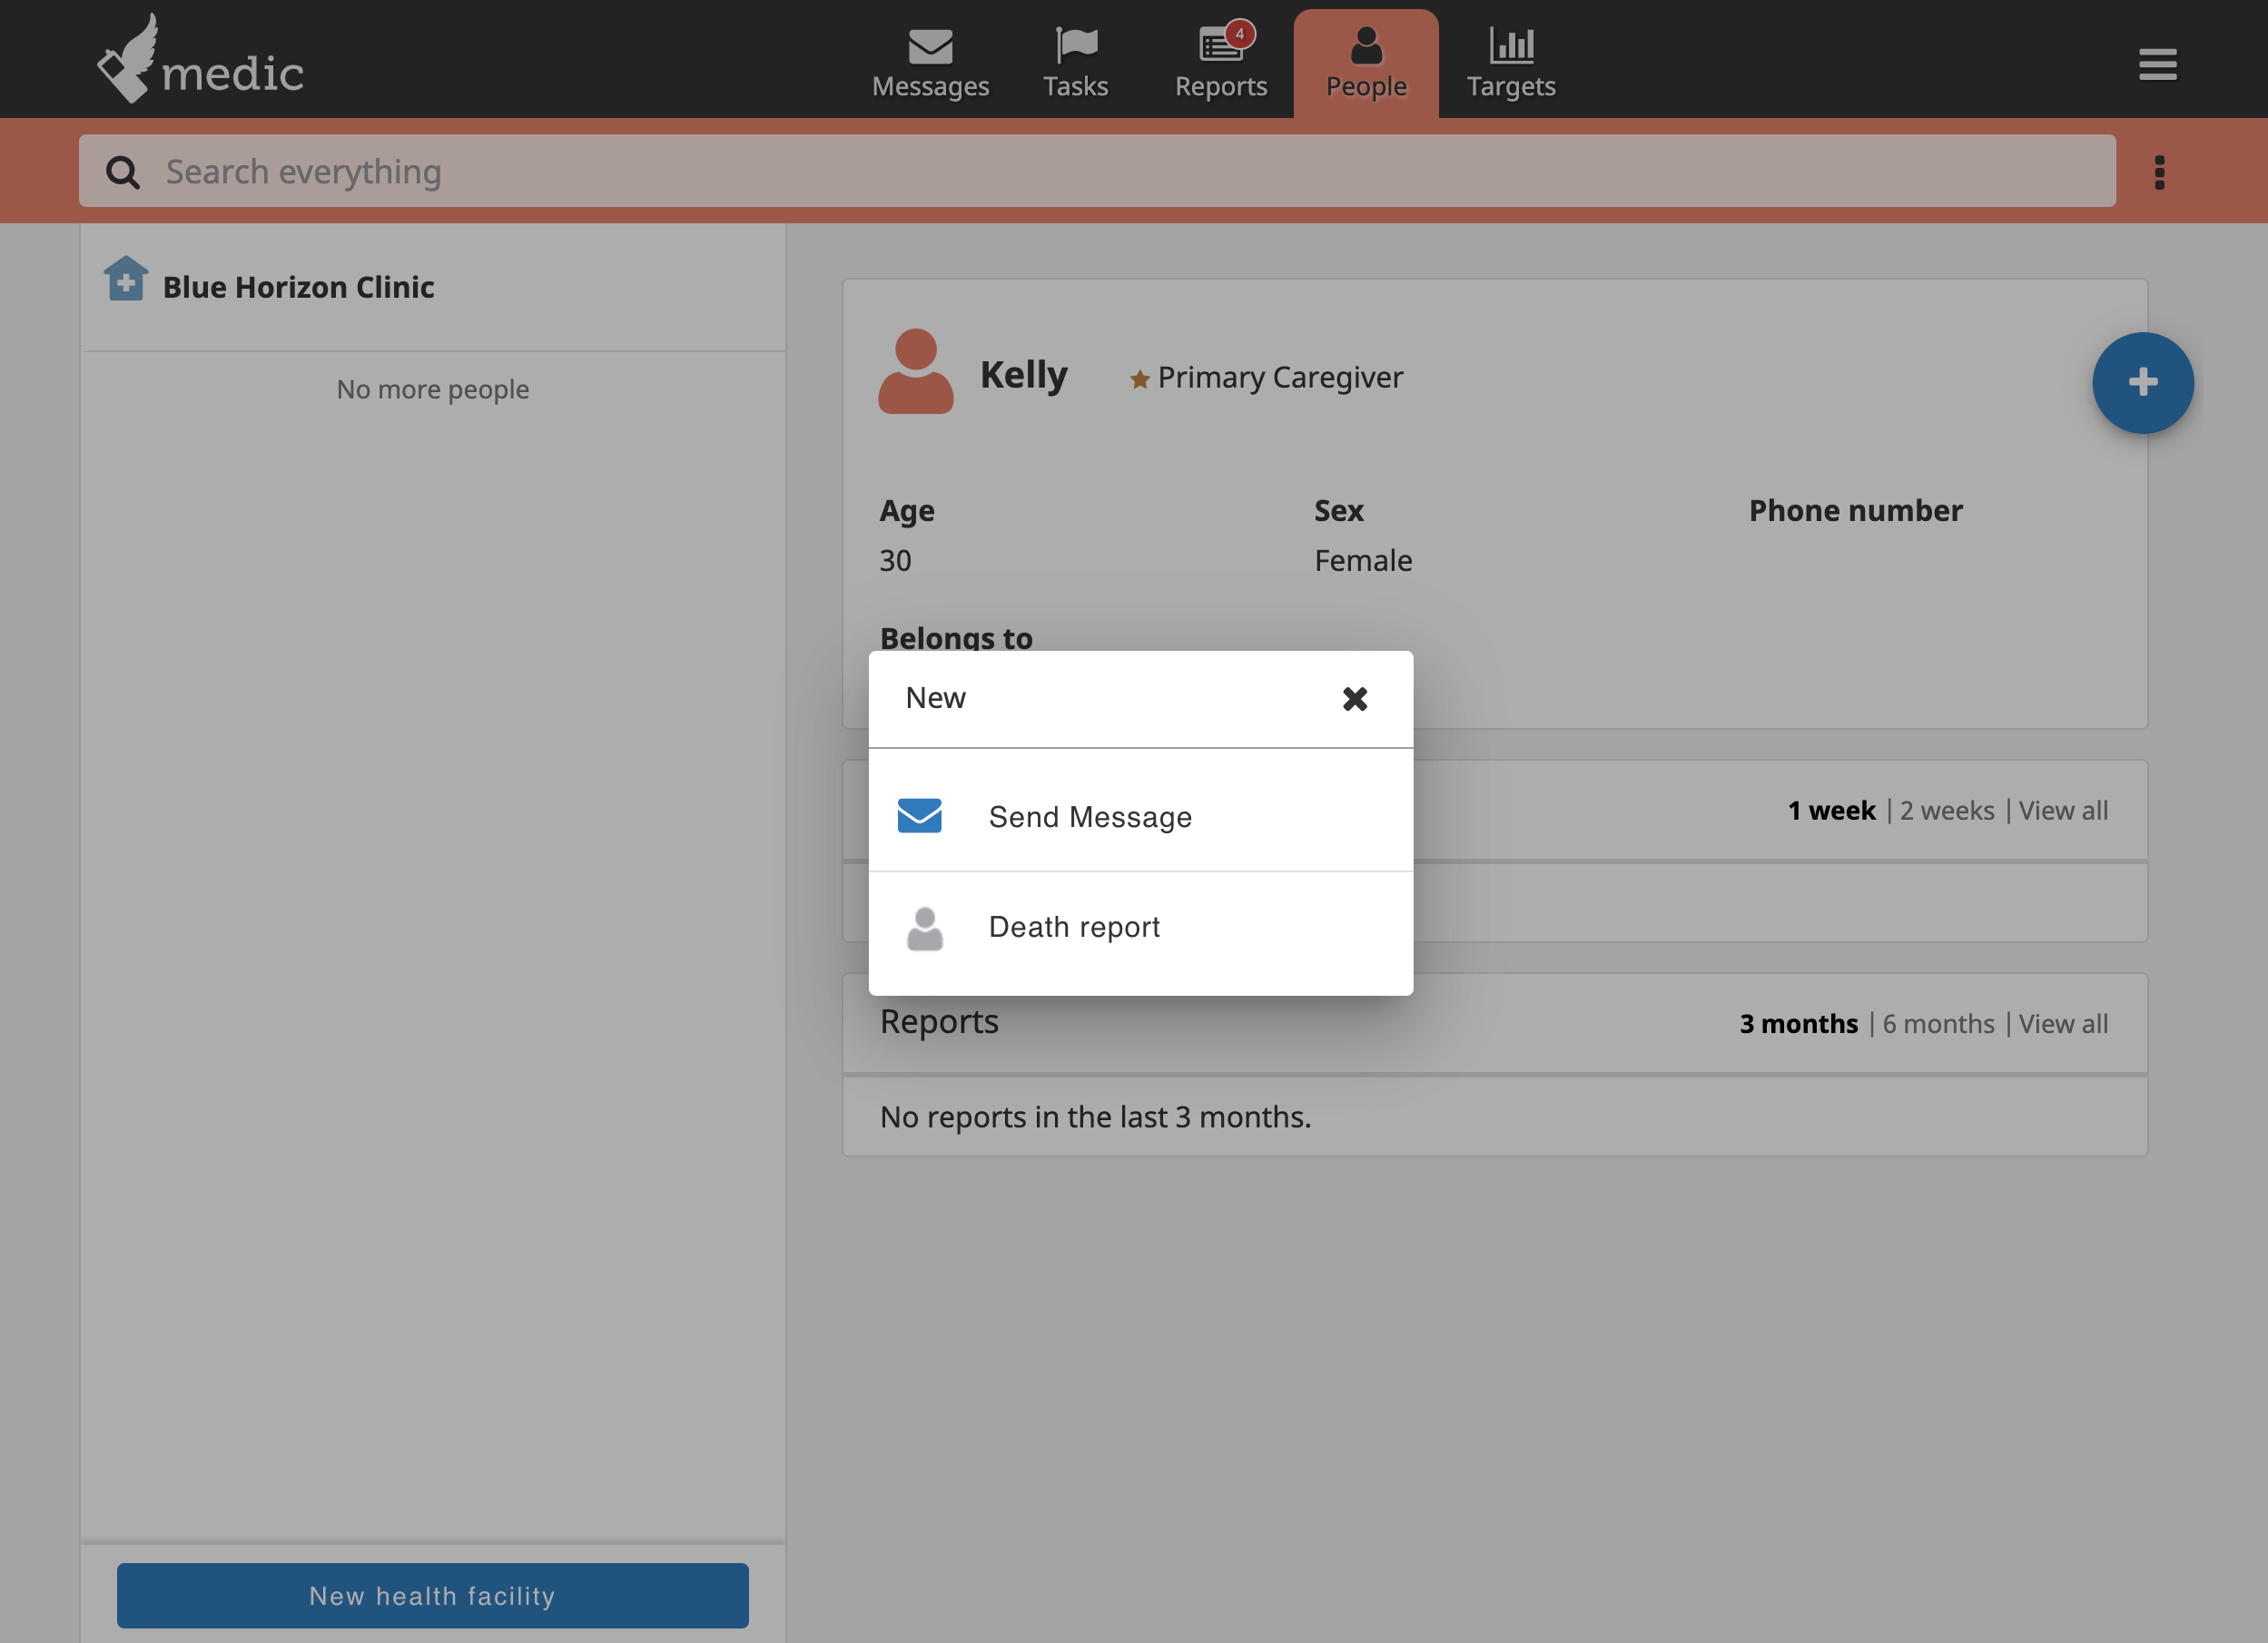 medic
Messages
Tasks
4
Reports
People
Targets
Search everything
Blue Horizon Clinic
No more people
New health facility
Kelly
Primary Caregiver
Age
Sex
Phone number
30
Female
Belongs to
New
Send Message
Death report
1 week | 2 weeks | View all
Reports
3 months | 6 months | View all
No reports in the last 3 months.